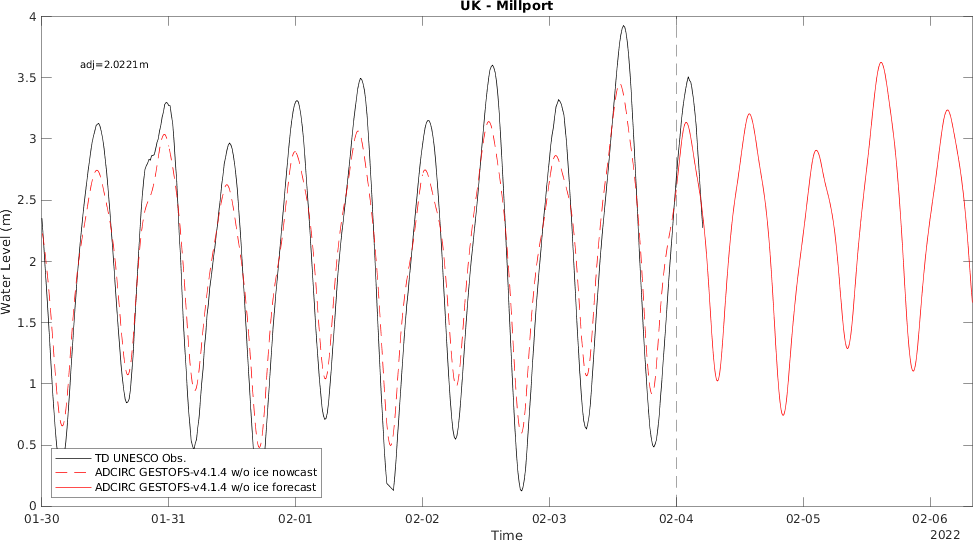 UK - Millport
adj=2.0221m
Water Level (m)
4
3.5
3
2.5
2
1.5
1
0.5
0
TD UNESCO Obs.
ADCIRC GESTOFS-v4.1.4 w/o ice nowcast
ADCIRC GESTOFS-v4.1.4 w/o ice forecast
01-30 01-31 02-01 02-02 02-03 02-04 02-05 02-06
Time
2022